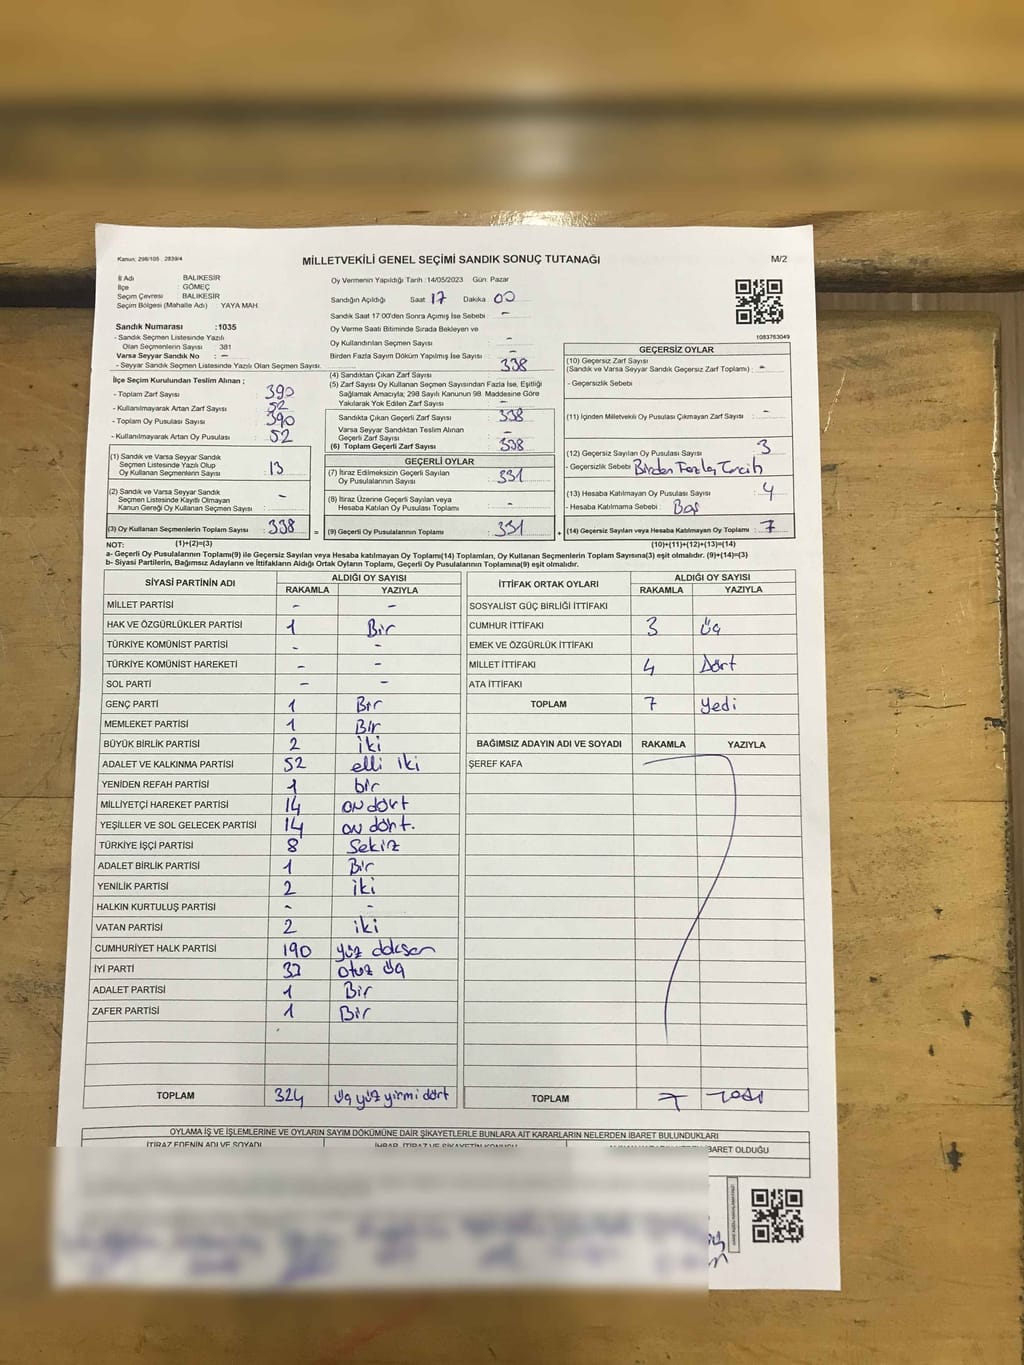 Kanun: 298/105 . 2839/4
MİLLETVEKİLİ GENEL SEÇİMİ SANDIK SONUÇ TUTANAĞI
M/2
İl Adı : BALIKESİR
İlçe : GÖMEÇ
Seçim Çevresi : BALIKESİR
Seçim Bölgesi (Mahalle Adı) YAYA MAH.
Sandık Numarası :1035
- Sandık Seçmen Listesinde Yazılı
Olan Seçmenlerin Sayısı 381
Varsa Seyyar Sandık No : -
- Seyyar Sandık Seçmen Listesinde Yazılı Olan Seçmen Sayısı
İlçe Seçim Kurulundan Teslim Alınan ;
- Toplam Zarf Sayısı : 390
- Kullanılmayarak Artan Zarf Sayısı : 52
- Toplam Oy Pusulası Sayısı : 390
- Kullanılmayarak Artan Oy Pusulası : 52
(1) Sandık ve Varsa Seyyar Sandık
Seçmen Listesinde Yazılı Olup
Oy Kullanan Seçmen Sayısı : 13
(2) Sandık ve Varsa Seyyar Sandık
Seçmen Listesinde Kayıtlı Olmayan
Kanun Gereği Oy Kullanan Seçmen Sayısı : -
(3) Oy Kullanan Seçmenlerin Toplam Sayısı : 338
Oy Vermenin Yapıldığı Tarih :14/05/2023 Gün: Pazar
Sandığın Açıldığı Saat 17 Dakika : 00
Sandık Saat 17:00'den Sonra Açımış İse Sebebi : -
Oy Verme Saati Bitiminde Sırada Bekleyen ve
Oy Kullandırılan Seçmen Sayısı : -
Birden Fazla Sayım Döküm Yapılmış İse Sayısı : -
(4) Sandıktan Çıkan Zarf Sayısı : 338
(5) Zarf Sayısı Oy Kullanan Seçmen Sayısından Fazla İse, Eşitliği
Sağlamak Amacıyla; 298 Sayılı Kanunun 98. Maddesine Göre
Yakılarak Yok Edilen Zarf Sayısı : -
Sandıkta Çıkan Geçerli Zarf Sayısı : 338
Varsa Seyyar Sandıktan Teslim Alınan
Geçerli Zarf Sayısı : -
(6) Toplam Geçerli Zarf Sayısı : 338
GEÇERLİ OYLAR
(7) İtiraz Edilmeksizin Geçerli Sayılan
Oy Pusulalarının Sayısı : 331
(8) İtiraz Üzerine Geçerli Sayılan veya
Hesaba Katılan Oy Pusulaları Toplamı : -
= (9) Geçerli Oy Pusulalarının Toplamı : 331
1083763049
GEÇERSİZ OYLAR
(10) Geçersiz Zarf Sayısı
(Sandık ve Varsa Seyyar Sandık Geçersiz Zarf Toplamı) : -
- Geçersizlik Sebebi
(11) İçinden Milletvekili Oy Pusulası Çıkmayan Zarf Sayısı : -
(12) Geçersiz Sayılan Oy Pusulası Sayısı : 3
- Geçersizlik Sebebi Birden Fazla Tercih
(13) Hesaba Katılmayan Oy Pusulası Sayısı : 4
- Hesaba Katılmama Sebebi : Boş
+ (14) Geçersiz Sayılan veya Hesaba Katılmayan Oy Toplamı : 7
NOT: (1)+(2)=(3) (10)+(11)+(12)+(13)=(14)
a- Geçerli Oy Pusulalarının Toplamı(9) ile Geçersiz Sayılan veya Hesaba katılmayan Oy Toplamı(14) Toplamları, Oy Kullanan Seçmenlerin Toplam Sayısına(3) eşit olmalıdır. (9)+(14)=(3)
b- Siyasi Partilerin, Bağımsız Adayların ve İttifakların Aldığı Ortak Oyların Toplamı, Geçerli Oy Pusulalarının Toplamına(9) eşit olmalıdır.
SİYASİ PARTİNİN ADI ALDIĞI OY SAYISI
RAKAMLA YAZIYLA
MİLLET PARTİSİ - -
HAK VE ÖZGÜRLÜKLER PARTİSİ 1 Bir
TÜRKİYE KOMÜNİST PARTİSİ - -
TÜRKİYE KOMÜNİST HAREKETİ - -
SOL PARTİ - -
GENÇ PARTİ 1 Bir
MEMLEKET PARTİSİ 1 Bir
BÜYÜK BİRLİK PARTİSİ 2 iki
ADALET VE KALKINMA PARTİSİ 52 elli iki
YENİDEN REFAH PARTİSİ 1 bir
MİLLİYETÇİ HAREKET PARTİSİ 14 on dört
YEŞİLLER VE SOL GELECEK PARTİSİ 14 on dört.
TÜRKİYE İŞÇİ PARTİSİ 8 Sekiz
ADALET BİRLİK PARTİSİ 1 Bir
YENİLİK PARTİSİ 2 iki
HALKIN KURTULUŞ PARTİSİ - -
VATAN PARTİSİ 2 iki
CUMHURİYET HALK PARTİSİ 190 yüz doksan
İYİ PARTİ 33 otuz üç
ADALET PARTİSİ 1 Bir
ZAFER PARTİSİ 1 Bir
TOPLAM 324 üç yüz yirmi dört
İTTİFAK ORTAK OYLARI ALDIĞI OY SAYISI
RAKAMLA YAZIYLA
SOSYALİST GÜÇ BİRLİĞİ İTTİFAKI
CUMHUR İTTİFAKI 3 Üç
EMEK VE ÖZGÜRLÜK İTTİFAKI
MİLLET İTTİFAKI 4 Dört
ATA İTTİFAKI
TOPLAM 7 yedi
BAĞIMSIZ ADAYIN ADI VE SOYADI RAKAMLA YAZIYLA
ŞEREF KAFA
TOPLAM 7 Yedi
OYLAMA İŞ VE İŞLEMLERİNE VE OYLARIN SAYIM DÖKÜMÜNE DAİR ŞİKAYETLERLE BUNLARA AİT KARARLARIN NELERDEN İBARET BULUNDUKLARI
İTİRAZ EDENİN ADI VE SOYADI İHBAR, İTİRAZ VE ŞİKAYETİN KONUSU BARET OLDUĞU